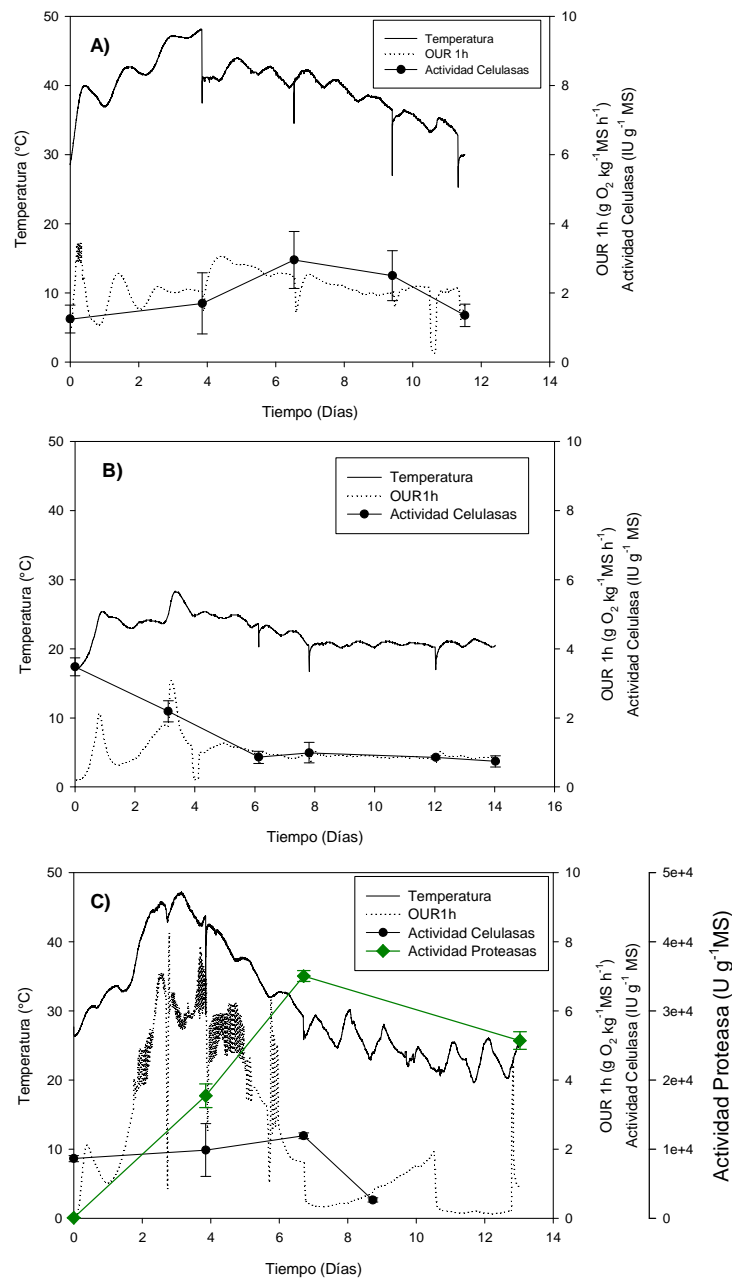 A)
Temperatura
OUR 1h
Actividad Celulasas
Temperatura (°C)
50
40
30
20
10
0
10
8
6
4
2
0
OUR 1h (g O₂ kg⁻¹MS h⁻¹)
Actividad Celulasa (IU g⁻¹ MS)
0 2 4 6 8 10 12 14
Tiempo (Días)
B)
Temperatura
OUR1h
Actividad Celulasas
Temperatura (°C)
50
40
30
20
10
0
10
8
6
4
2
0
OUR 1h (g O₂ kg⁻¹MS h⁻¹)
Actividad Celulasa (IU g⁻¹ MS)
0 2 4 6 8 10 12 14 16
Tiempo (Días)
C)
Temperatura
OUR1h
Actividad Celulasas
Actividad Proteasas
Temperatura (°C)
50
40
30
20
10
0
10
8
6
4
2
0
OUR 1h (g O₂ kg⁻¹MS h⁻¹)
Actividad Celulasa (IU g⁻¹ MS)
5e+4
4e+4
3e+4
2e+4
1e+4
0
Actividad Proteasa (U g⁻¹MS)
0 2 4 6 8 10 12 14
Tiempo (Días)